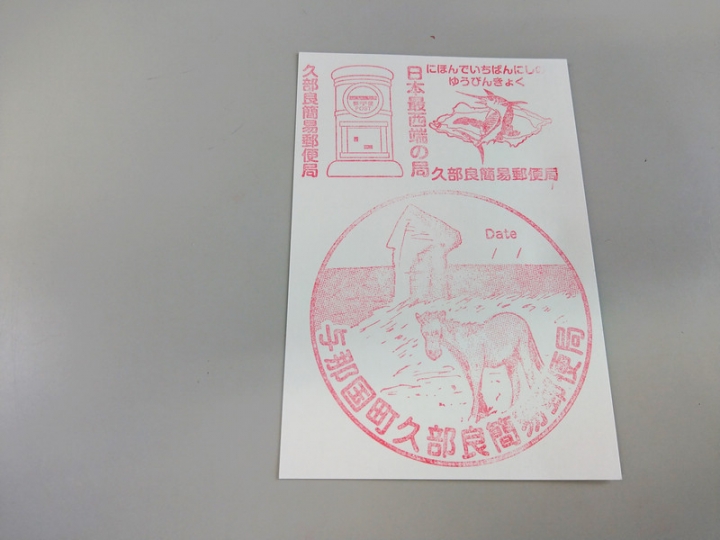 久部良簡易郵便局
日本最西端の局
POST
にほんでいちばんにし
ゆうびんきょく
久部良簡易郵便局
Date
/ /
与那国町久部良簡易郵便局